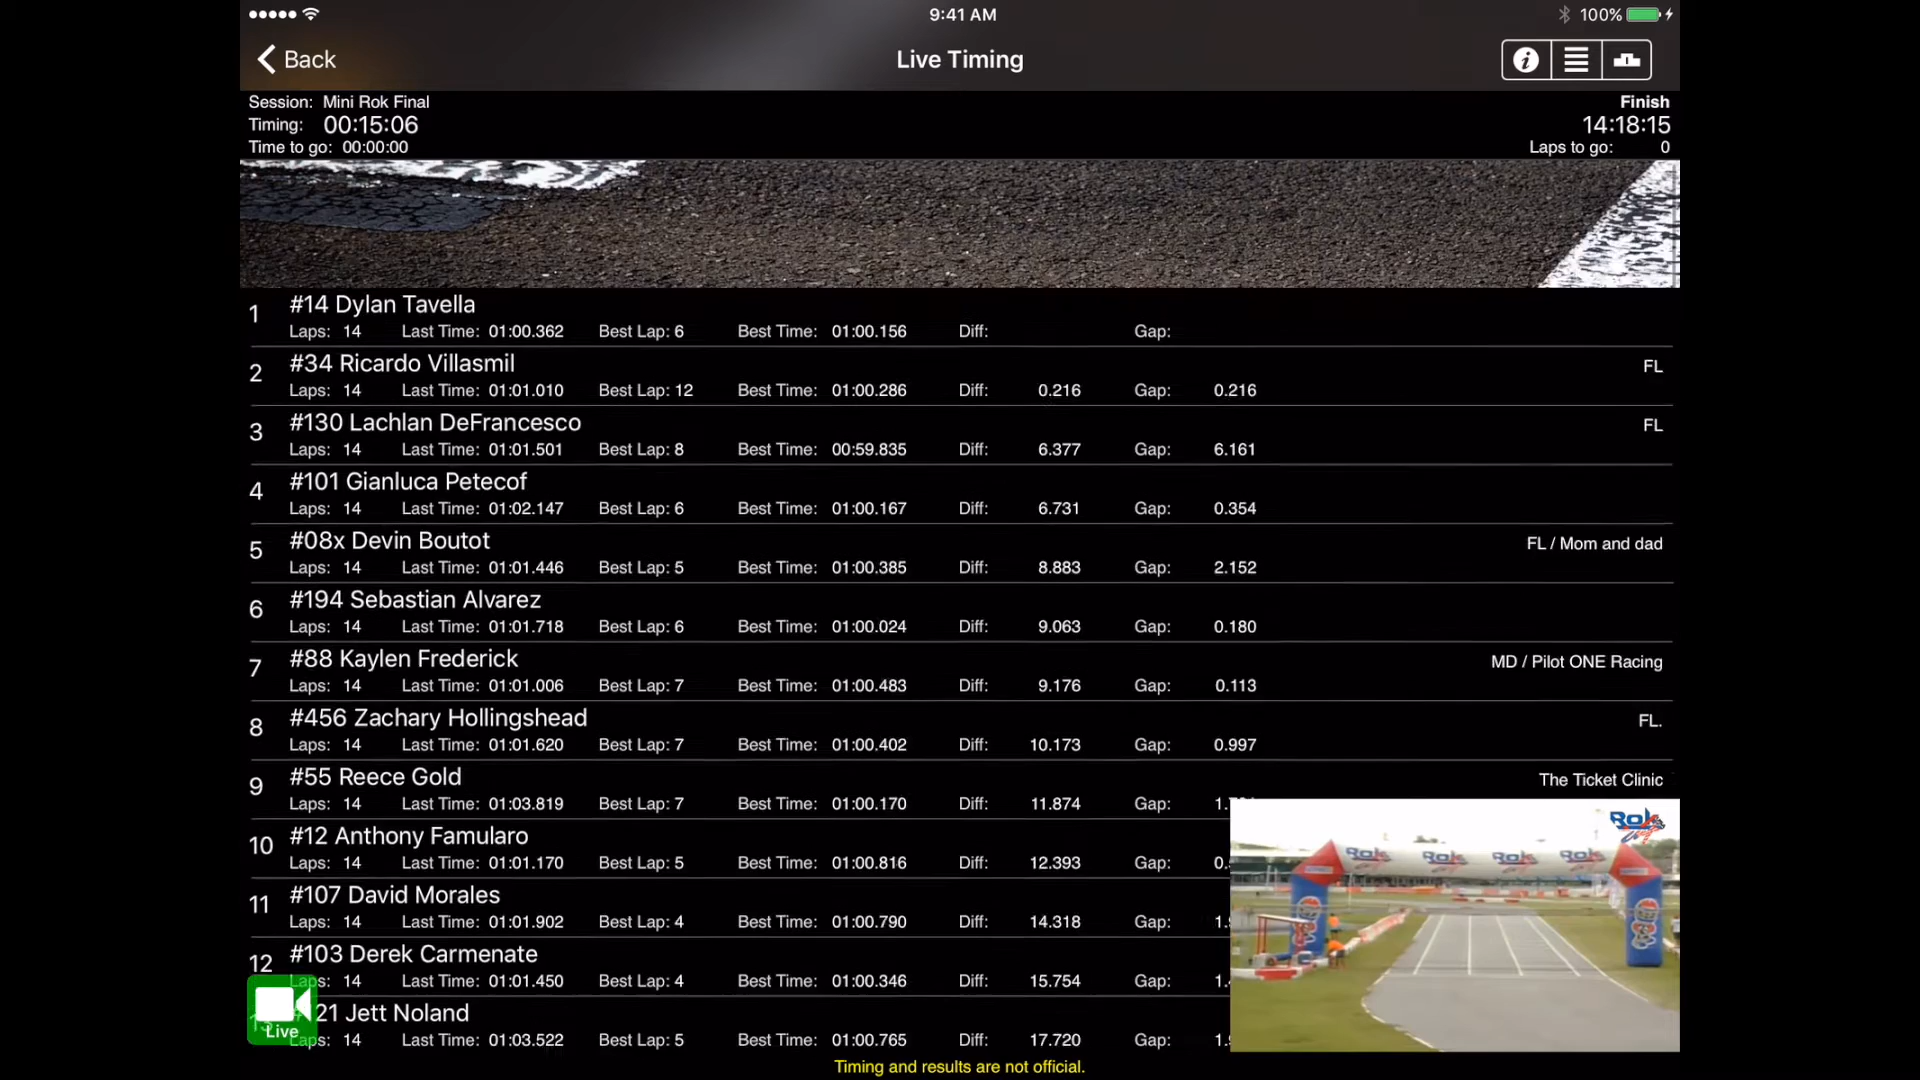 9:41 AM
100%
Back
Live Timing
Session: Mini Rok Final
Finish
Timing: 00:15:06
14:18:15
Time to go: 00:00:00
Laps to go: 0
1 #14 Dylan Tavella
Laps: 14 Last Time: 01:00.362 Best Lap: 6 Best Time: 01:00.156 Diff: Gap:
2 #34 Ricardo Villasmil FL
Laps: 14 Last Time: 01:01.010 Best Lap: 12 Best Time: 01:00.286 Diff: 0.216 Gap: 0.216
3 #130 Lachlan DeFrancesco FL
Laps: 14 Last Time: 01:01.501 Best Lap: 8 Best Time: 00:59.835 Diff: 6.377 Gap: 6.161
4 #101 Gianluca Petecof
Laps: 14 Last Time: 01:02.147 Best Lap: 6 Best Time: 01:00.167 Diff: 6.731 Gap: 0.354
5 #08x Devin Boutot FL / Mom and dad
Laps: 14 Last Time: 01:01.446 Best Lap: 5 Best Time: 01:00.385 Diff: 8.883 Gap: 2.152
6 #194 Sebastian Alvarez
Laps: 14 Last Time: 01:01.718 Best Lap: 6 Best Time: 01:00.024 Diff: 9.063 Gap: 0.180
7 #88 Kaylen Frederick MD / Pilot ONE Racing
Laps: 14 Last Time: 01:01.006 Best Lap: 7 Best Time: 01:00.483 Diff: 9.176 Gap: 0.113
8 #456 Zachary Hollingshead FL.
Laps: 14 Last Time: 01:01.620 Best Lap: 7 Best Time: 01:00.402 Diff: 10.173 Gap: 0.997
9 #55 Reece Gold The Ticket Clinic
Laps: 14 Last Time: 01:03.819 Best Lap: 7 Best Time: 01:00.170 Diff: 11.874 Gap:
10 #12 Anthony Famularo
Laps: 14 Last Time: 01:01.170 Best Lap: 5 Best Time: 01:00.816 Diff: 12.393 Gap:
11 #107 David Morales
Laps: 14 Last Time: 01:01.902 Best Lap: 4 Best Time: 01:00.790 Diff: 14.318 Gap:
12 #103 Derek Carmenate
Laps: 14 Last Time: 01:01.450 Best Lap: 4 Best Time: 01:00.346 Diff: 15.754 Gap:
21 Jett Noland
Laps: 14 Last Time: 01:03.522 Best Lap: 5 Best Time: 01:00.765 Diff: 17.720 Gap:
Live
Rok Cup
Rok Rok Rok Rok
Timing and results are not official.